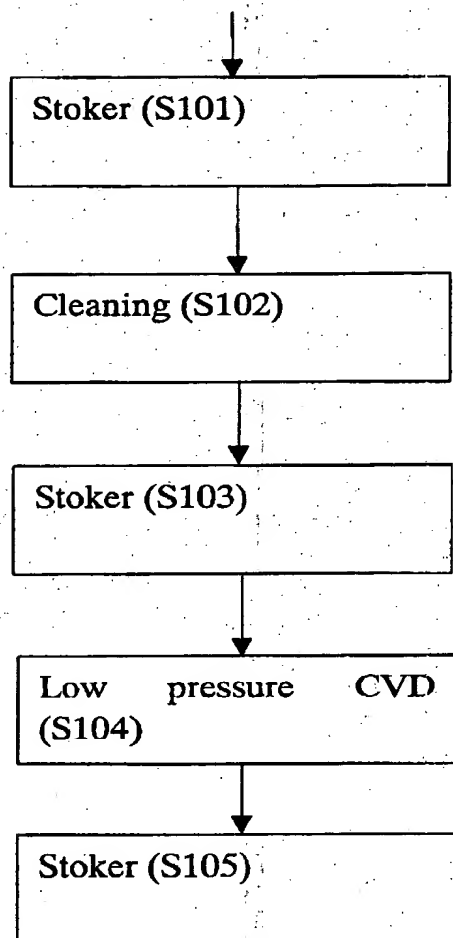 Stoker (S101)
Cleaning (S102)
Stoker (S103)
Low pressure CVD
(S104)
Stoker (S105)